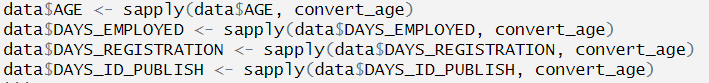 data$AGE <- sapply(data$AGE, convert_age)
data$DAYS_EMPLOYED <- sapply(data$DAYS_EMPLOYED, convert_age)
data$DAYS_REGISTRATION <- sapply(data$DAYS_REGISTRATION, convert_age)
data$DAYS_ID_PUBLISH <- sapply(data$DAYS_ID_PUBLISH, convert_age)